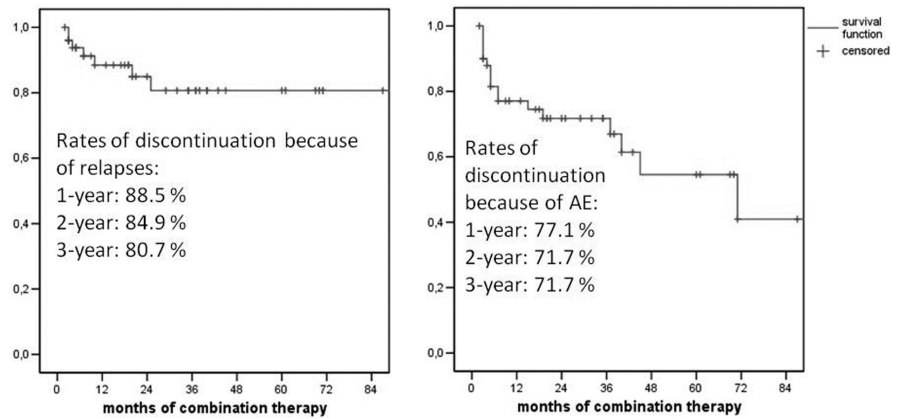 1,0
0,8
0,6
0,4
0,2
0,0
Rates of discontinuation because
of relapses:
1-year: 88.5 %
2-year: 84.9 %
3-year: 80.7 %
0 12 24 36 48 60 72 84
months of combination therapy
1,0
0,8
0,6
0,4
0,2
0,0
Rates of
discontinuation
because of AE:
1-year: 77.1 %
2-year: 71.7 %
3-year: 71.7 %
0 12 24 36 48 60 72 84
months of combination therapy
survival
function
censored